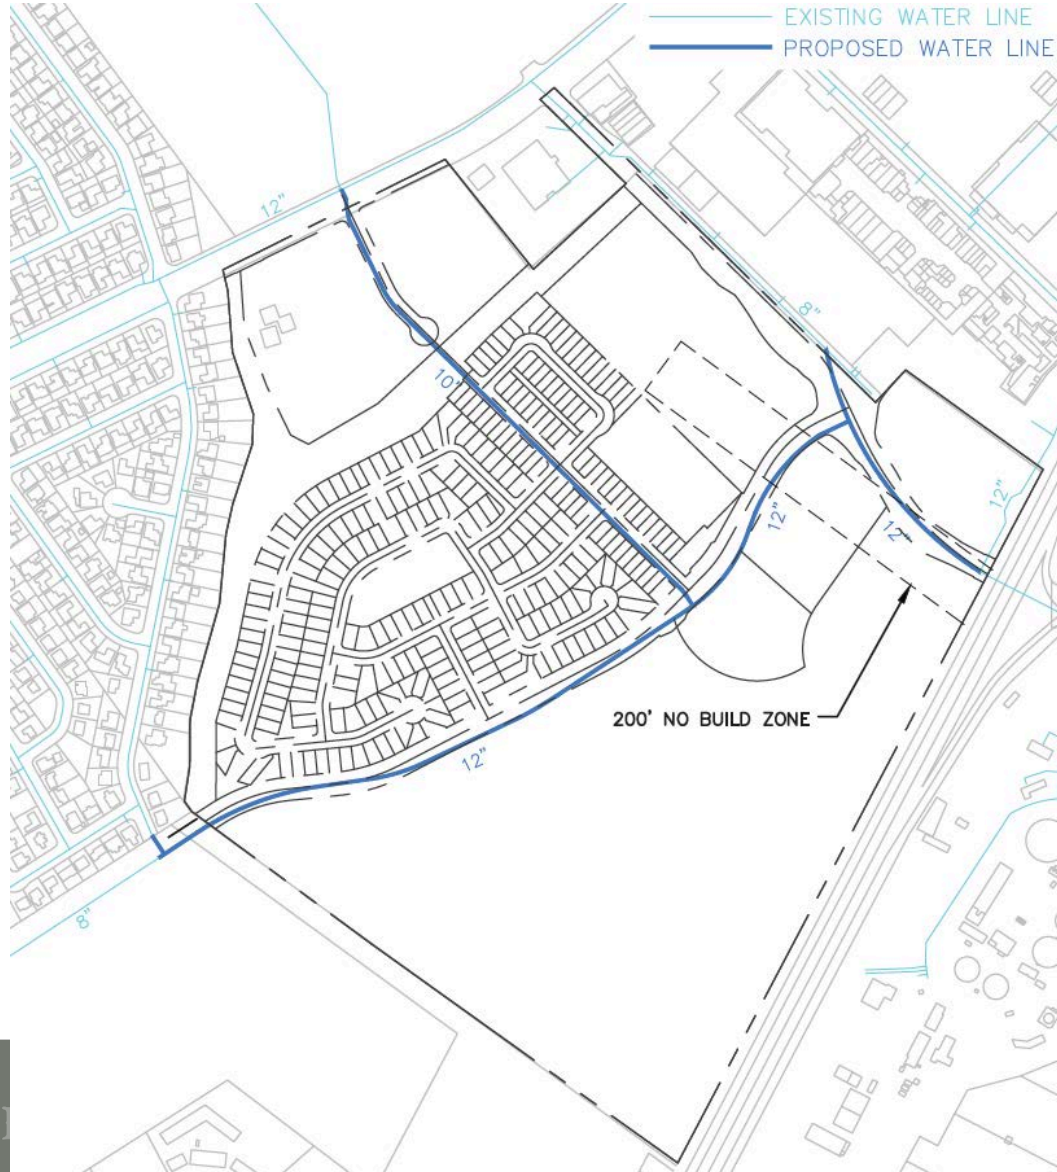 EXISTING WATER LINE
PROPOSED WATER LINE
12"
8"
10"
12"
12"
12"
200' NO BUILD ZONE
12"
8"